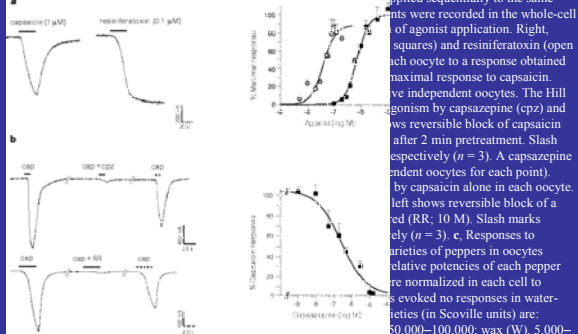 a
capsaicin (1 μM)
resiniferatoxin (0·1 μM)
% Maximal response
Agonist (log M)
b
cap
cap + cpz
cap
cap
cap + RR
cap
% Capsaicin response
Capsazepine (log M)
applied sequentially to the same
nts were recorded in the whole-cell
of agonist application. Right,
squares) and resiniferatoxin (open
ach oocyte to a response obtained
maximal response to capsaicin.
ve independent oocytes. The Hill
gonism by capsazepine (cpz) and
ws reversible block of capsaicin
after 2 min pretreatment. Slash
espectively (n = 3). A capsazepine
endent oocytes for each point).
by capsaicin alone in each oocyte.
left shows reversible block of a
red (RR; 10 M). Slash marks
vely (n = 3). c, Responses to
arieties of peppers in oocytes
relative potencies of each pepper
ere normalized in each cell to
s evoked no responses in water-
ieties (in Scoville units) are:
50,000–100,000; wax (W), 5,000–